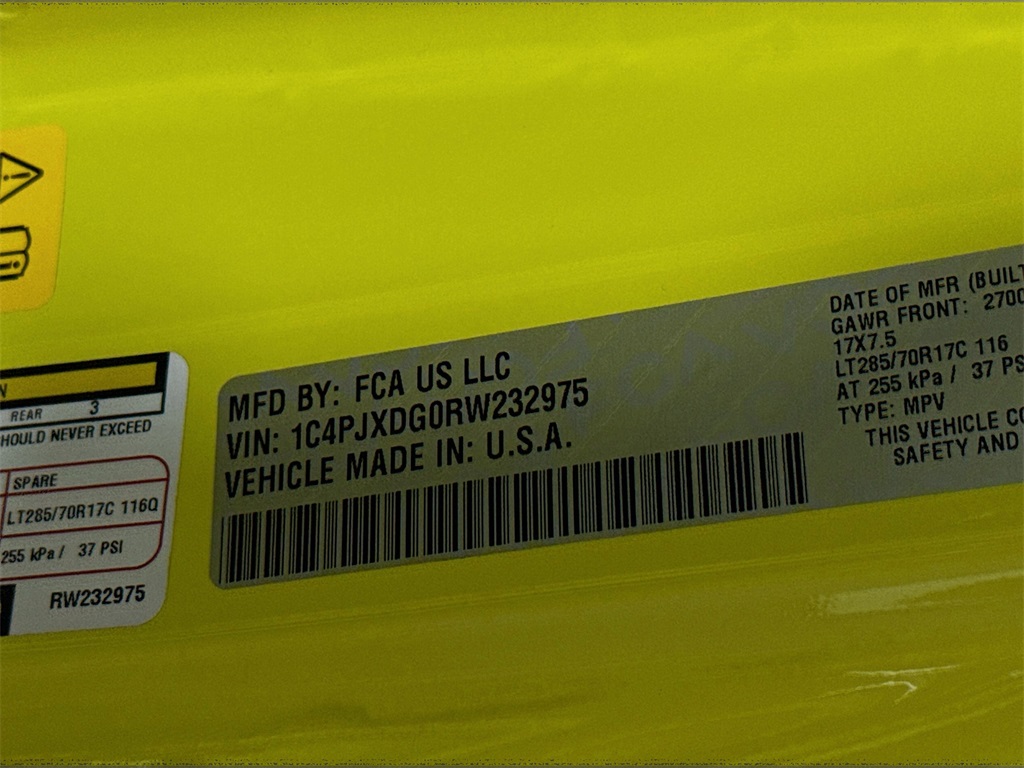 N
REAR 3
HOULD NEVER EXCEED
SPARE
LT285/70R17C 116Q
255 kPa / 37 PSI
RW232975
MFD BY: FCA US LLC
VIN: 1C4PJXDG0RW232975
VEHICLE MADE IN: U.S.A.
DATE OF MFR (BUILT
GAWR FRONT: 2700
17X7.5
LT285/70R17C 116
AT 255 kPa / 37 PS
TYPE: MPV
THIS VEHICLE CO
SAFETY AND